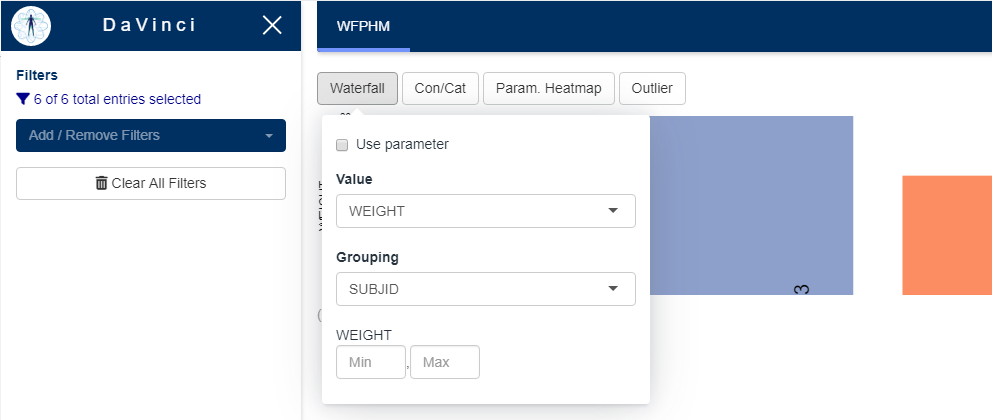 DaVinci
WFPHM
Filters
6 of 6 total entries selected
Add / Remove Filters
Clear All Filters
Waterfall
Con/Cat
Param. Heatmap
Outlier
Use parameter
Value
WEIGHT
Grouping
SUBJID
WEIGHT
Min , Max
WEIGHT
3
(